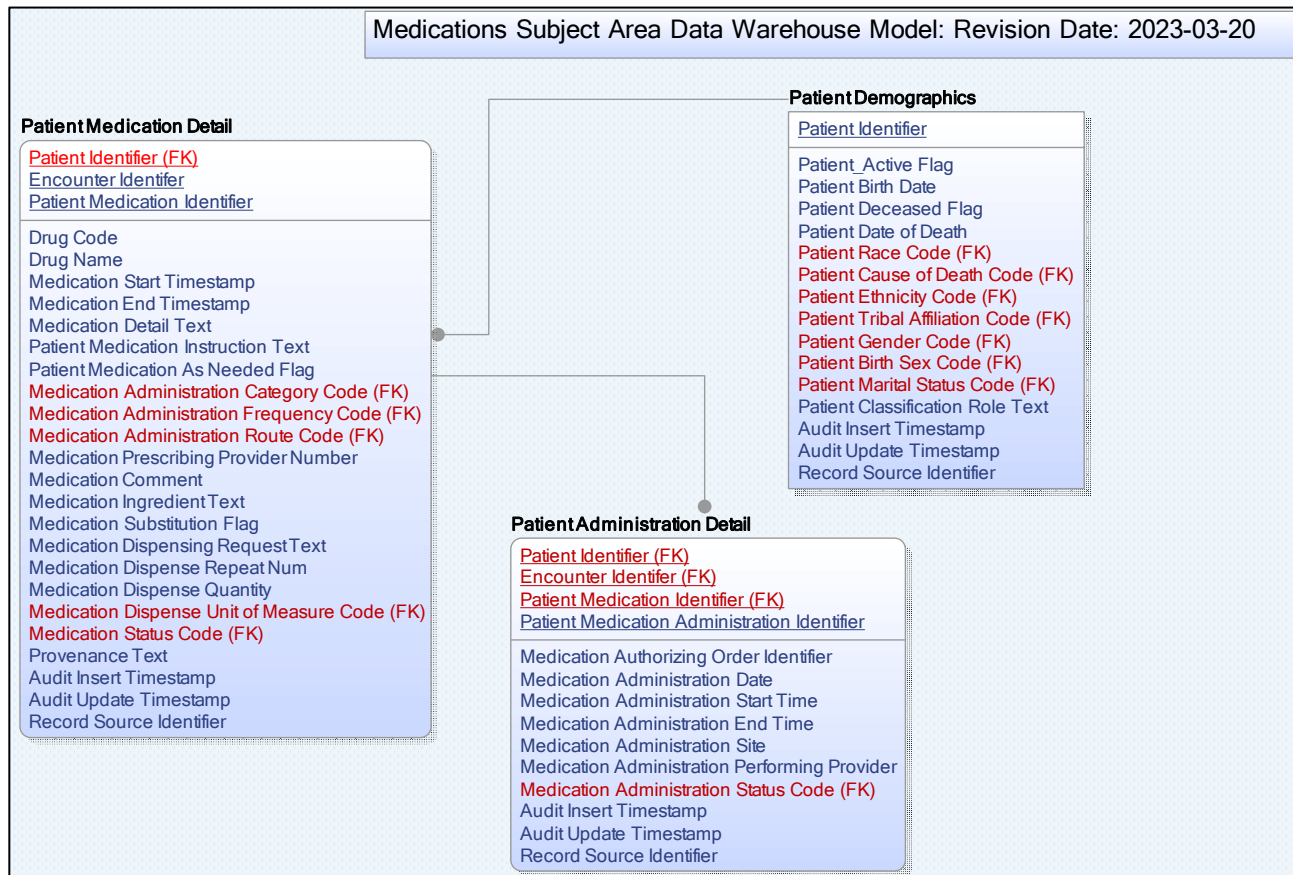 Medications Subject Area Data Warehouse Model: Revision Date: 2023-03-20
Patient Medication Detail
Patient Identifier (FK)
Encounter Identifer
Patient Medication Identifier
Drug Code
Drug Name
Medication Start Timestamp
Medication End Timestamp
Medication Detail Text
Patient Medication Instruction Text
Patient Medication As Needed Flag
Medication Administration Category Code (FK)
Medication Administration Frequency Code (FK)
Medication Administration Route Code (FK)
Medication Prescribing Provider Number
Medication Comment
Medication Ingredient Text
Medication Substitution Flag
Medication Dispensing Request Text
Medication Dispense Repeat Num
Medication Dispense Quantity
Medication Dispense Unit of Measure Code (FK)
Medication Status Code (FK)
Provenance Text
Audit Insert Timestamp
Audit Update Timestamp
Record Source Identifier
Patient Demographics
Patient Identifier
Patient_Active Flag
Patient Birth Date
Patient Deceased Flag
Patient Date of Death
Patient Race Code (FK)
Patient Cause of Death Code (FK)
Patient Ethnicity Code (FK)
Patient Tribal Affiliation Code (FK)
Patient Gender Code (FK)
Patient Birth Sex Code (FK)
Patient Marital Status Code (FK)
Patient Classification Role Text
Audit Insert Timestamp
Audit Update Timestamp
Record Source Identifier
Patient Administration Detail
Patient Identifier (FK)
Encounter Identifer (FK)
Patient Medication Identifier (FK)
Patient Medication Administration Identifier
Medication Authorizing Order Identifier
Medication Administration Date
Medication Administration Start Time
Medication Administration End Time
Medication Administration Site
Medication Administration Performing Provider
Medication Administration Status Code (FK)
Audit Insert Timestamp
Audit Update Timestamp
Record Source Identifier